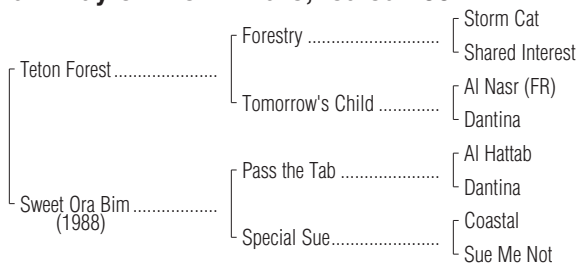 Storm Cat
Forestry
Shared Interest
Teton Forest
Al Nasr (FR)
Tomorrow's Child
Dantina
Al Hattab
Pass the Tab
Dantina
Sweet Ora Bim
(1988)
Coastal
Special Sue
Sue Me Not